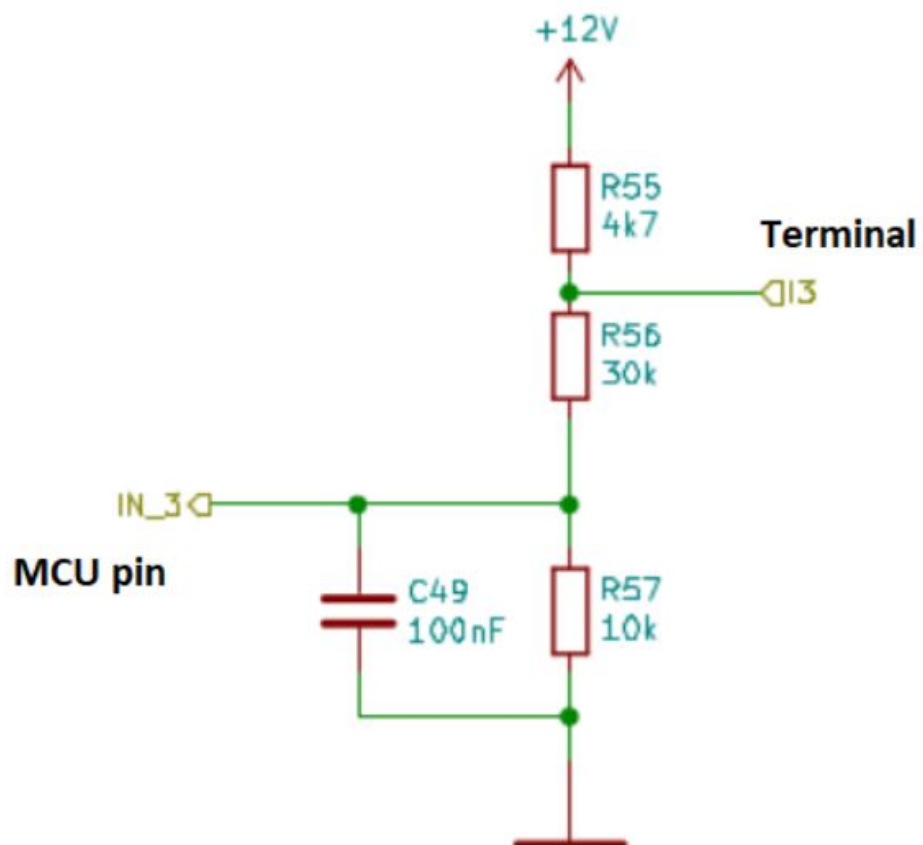 +12V
R55
4k7
Terminal
I3
R56
30k
IN_3
MCU pin
C49
100nF
R57
10k